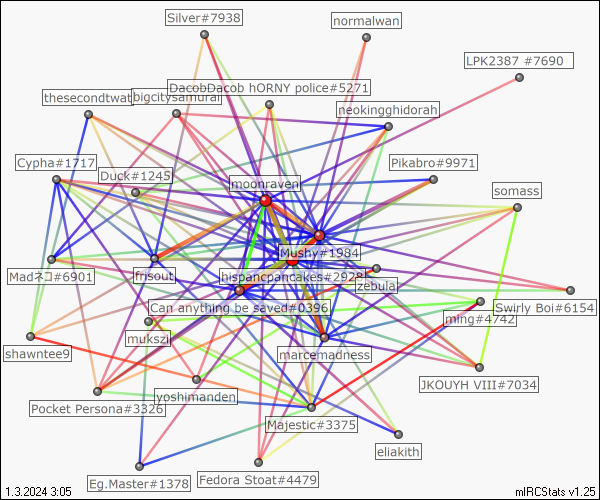 Silver#7938
normalwan
LPK2387 #7690
DacobDacob hORNY police#5271
thesecondtwat
bigcitysamurai
neokingghidorah
Cypha#1717
Duck#1245
Pikabro#9971
moonraven
somass
Mushy#1984
Madネコ#6901
frisout
hispancpancakes#2928
zebula
Can anything be saved#0396
Swirly Boi#6154
ming#4742
mukszi
shawntee9
marcemadness
JKOUYH VIII#7034
yoshimanden
Pocket Persona#3326
Majestic#3375
eliakith
Eg.Master#1378
Fedora Stoat#4479
1.3.2024 3:05
mIRCStats v1.25